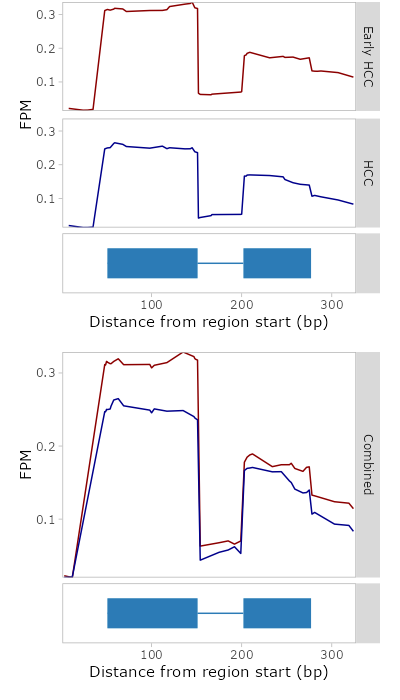 0.3
0.2
0.1
Early HCC
FPM
0.3
0.2
0.1
HCC
100
200
300
Distance from region start (bp)
0.3
0.2
0.1
FPM
Combined
100
200
300
Distance from region start (bp)